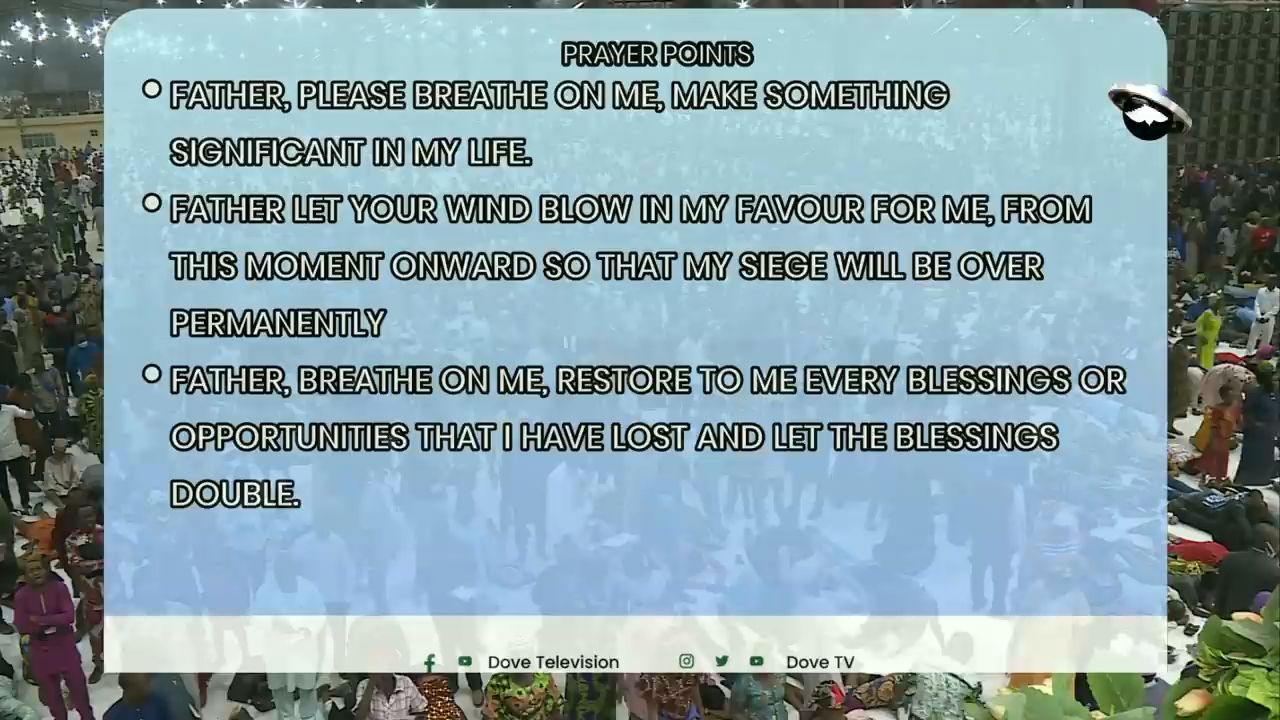 PRAYER POINTS
FATHER, PLEASE BREATHE ON ME, MAKE SOMETHING
SIGNIFICANT IN MY LIFE.
FATHER LET YOUR WIND BLOW IN MY FAVOUR FOR ME, FROM
THIS MOMENT ONWARD SO THAT MY SIEGE WILL BE OVER
PERMANENTLY
FATHER, BREATHE ON ME, RESTORE TO ME EVERY BLESSINGS OR
OPPORTUNITIES THAT I HAVE LOST AND LET THE BLESSINGS
DOUBLE.
Dove Television Dove TV